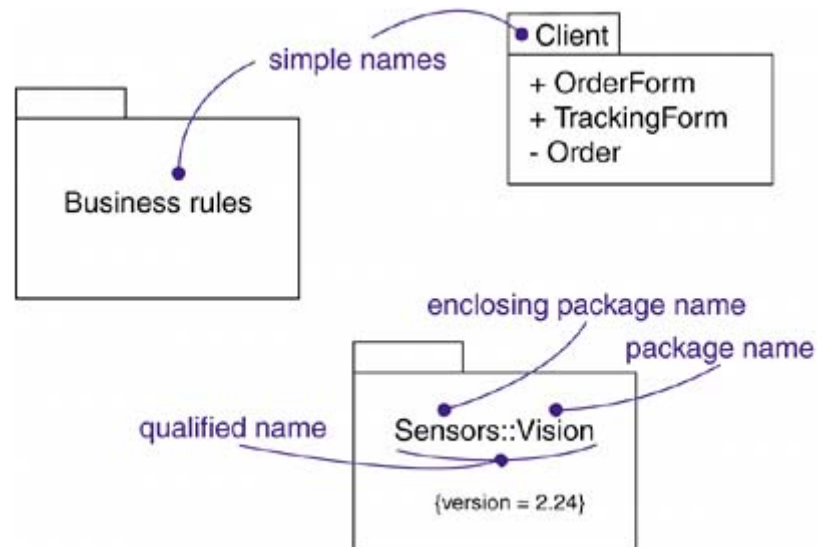 Client
simple names
+ OrderForm
+ TrackingForm
- Order
Business rules
enclosing package name
package name
qualified name
Sensors::Vision
{version = 2.24}